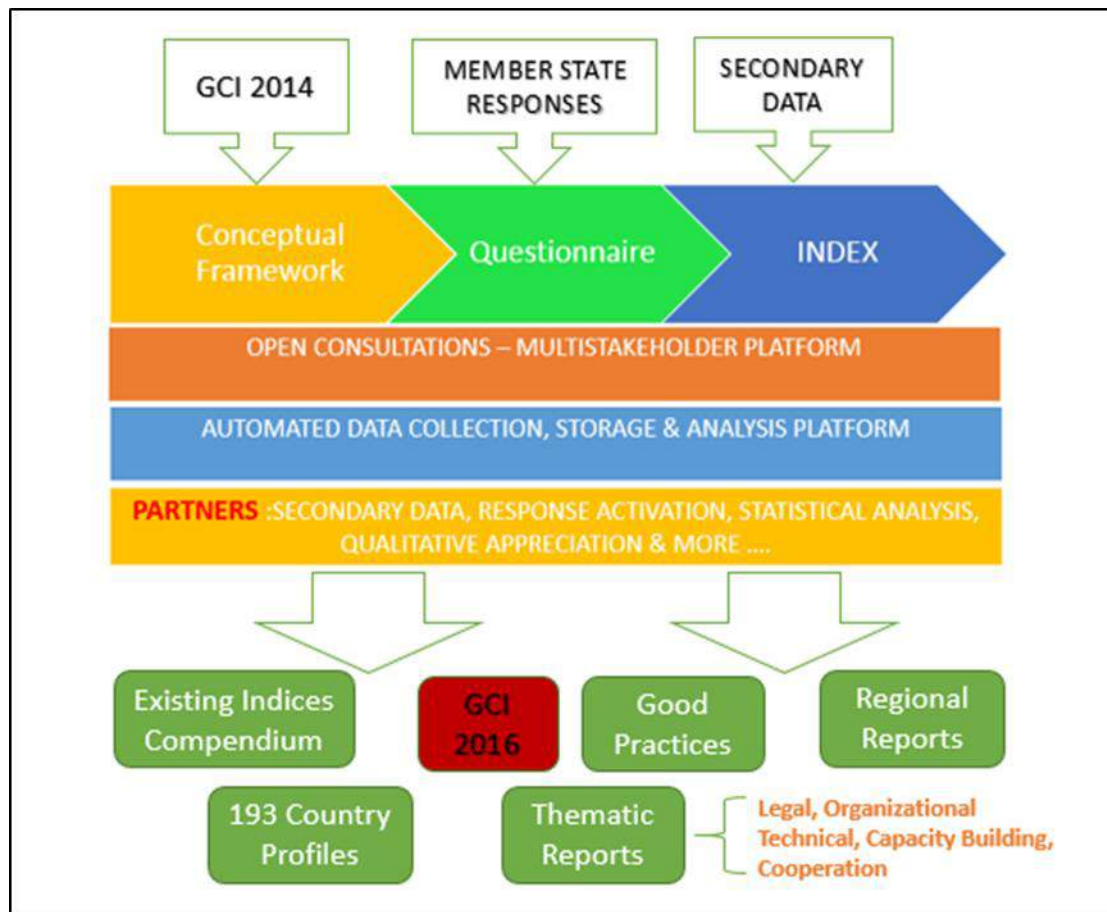 GCI 2014
MEMBER STATE
RESPONSES
SECONDARY
DATA
Conceptual
Framework
Questionnaire
INDEX
OPEN CONSULTATIONS – MULTISTAKEHOLDER PLATFORM
AUTOMATED DATA COLLECTION, STORAGE & ANALYSIS PLATFORM
PARTNERS :SECONDARY DATA, RESPONSE ACTIVATION, STATISTICAL ANALYSIS,
QUALITATIVE APPRECIATION & MORE ....
Existing Indices
Compendium
GCI
2016
Good
Practices
Regional
Reports
193 Country
Profiles
Thematic
Reports
Legal, Organizational
Technical, Capacity Building,
Cooperation